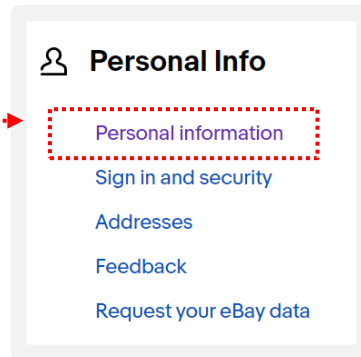 Personal Info
Personal information
Sign in and security
Addresses
Feedback
Request your eBay data